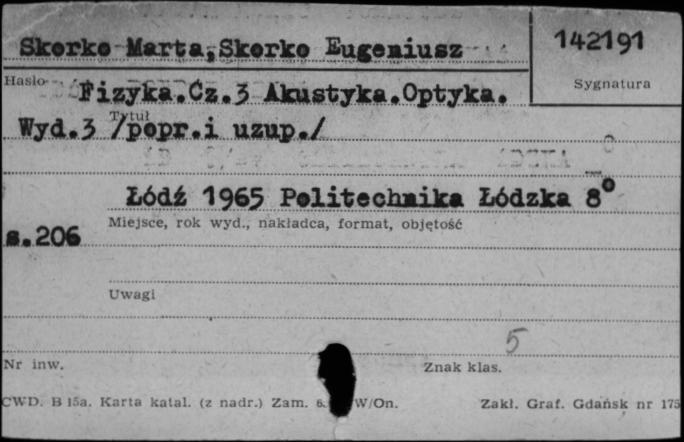 Skorko Marta, Skorko Eugeniusz
142191
Hasło
Sygnatura
Fizyka.Cz.3 Akustyka.Optyka.
Tytuł
Wyd.3 /popr.i uzup./
Łódź 1965 Politechnika Łódzka 8°
Miejsce, rok wyd., nakładca, format, objętość
s.206
Uwagi
5
Nr inw.
Znak klas.
CWD. B 15a. Karta katal. (z nadr.) Zam. W/On.
Zakł. Graf. Gdańsk nr 175